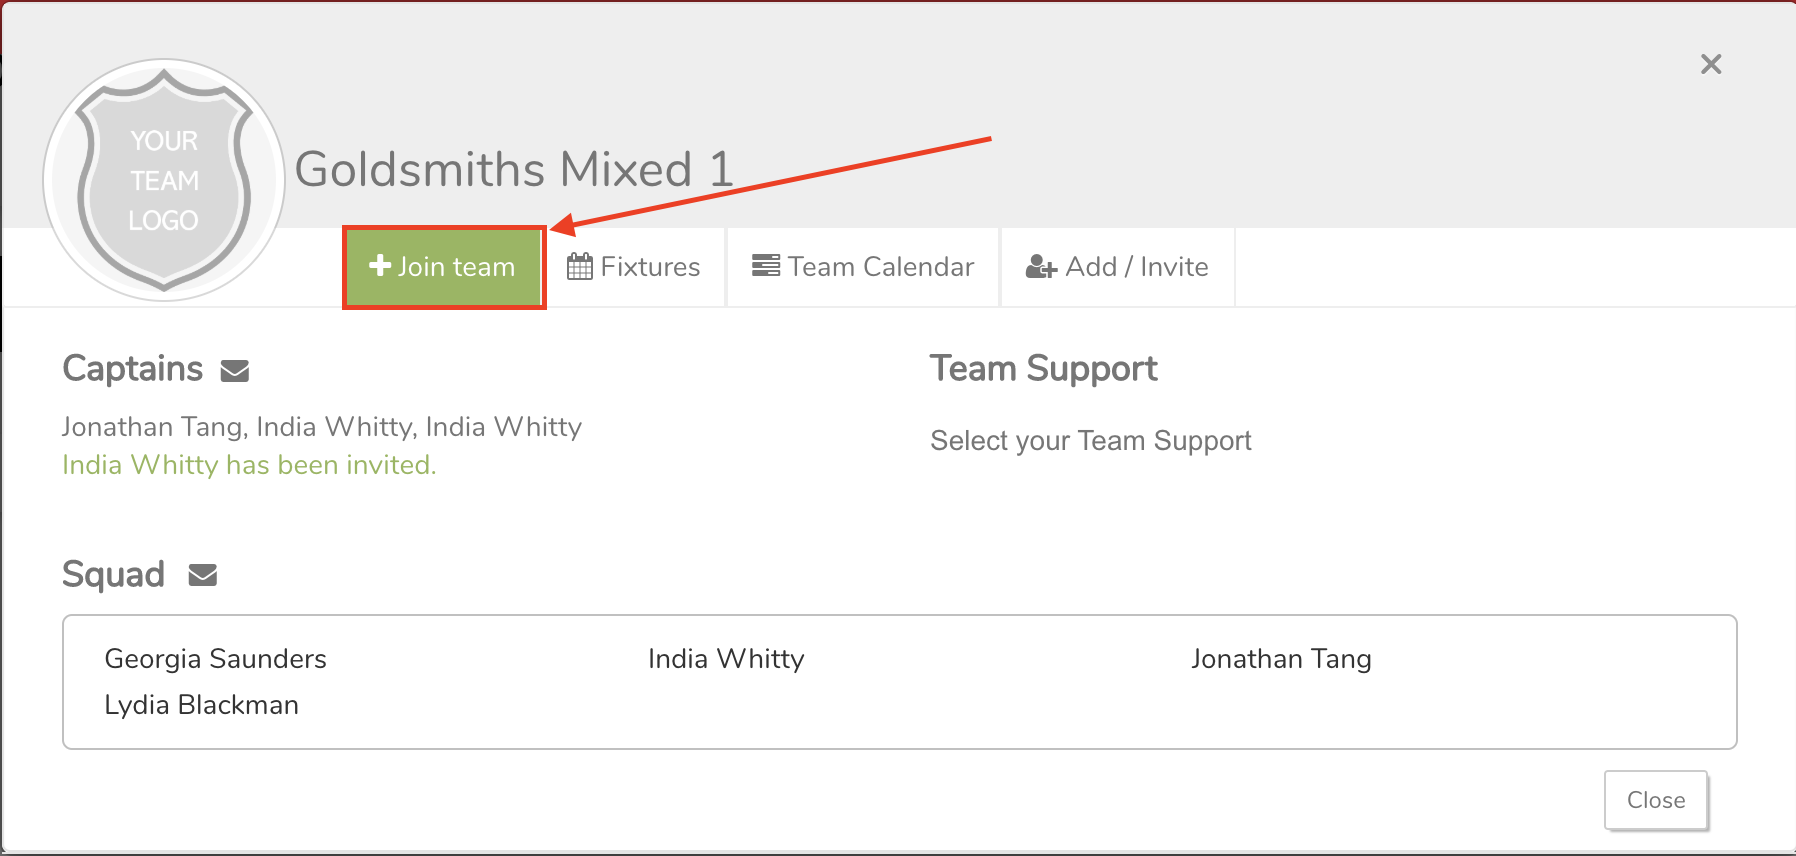 YOUR
TEAM
LOGO
Goldsmiths Mixed 1
Join team
Fixtures
Team Calendar
Add / Invite
Captains
Jonathan Tang, India Whitty, India Whitty
India Whitty has been invited.
Team Support
Select your Team Support
Squad
Georgia Saunders
India Whitty
Jonathan Tang
Lydia Blackman
Close